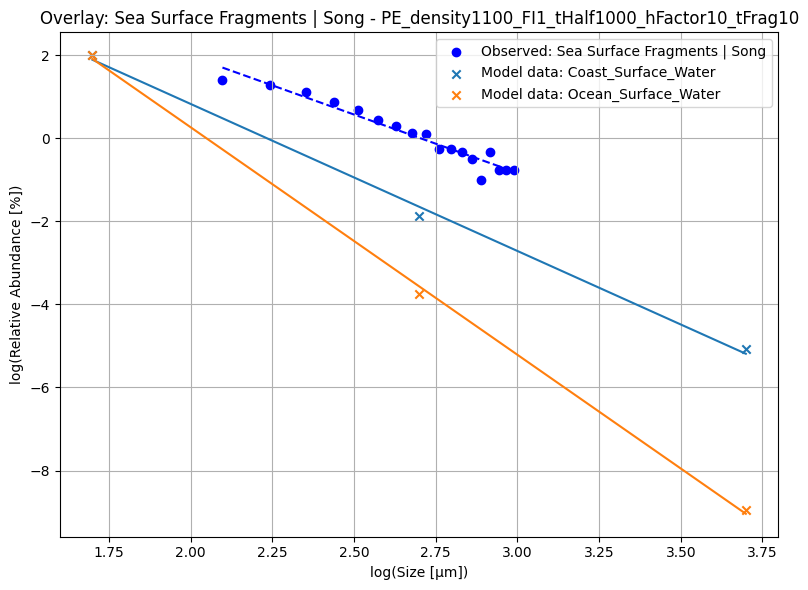 Overlay: Sea Surface Fragments | Song - PE_density1100_FI1_tHalf1000_hFactor10_tFrag10
Observed: Sea Surface Fragments | Song
Model data: Coast_Surface_Water
Model data: Ocean_Surface_Water
log(Relative Abundance [%])
2
0
−2
−4
−6
−8
1.75 2.00 2.25 2.50 2.75 3.00 3.25 3.50 3.75
log(Size [µm])